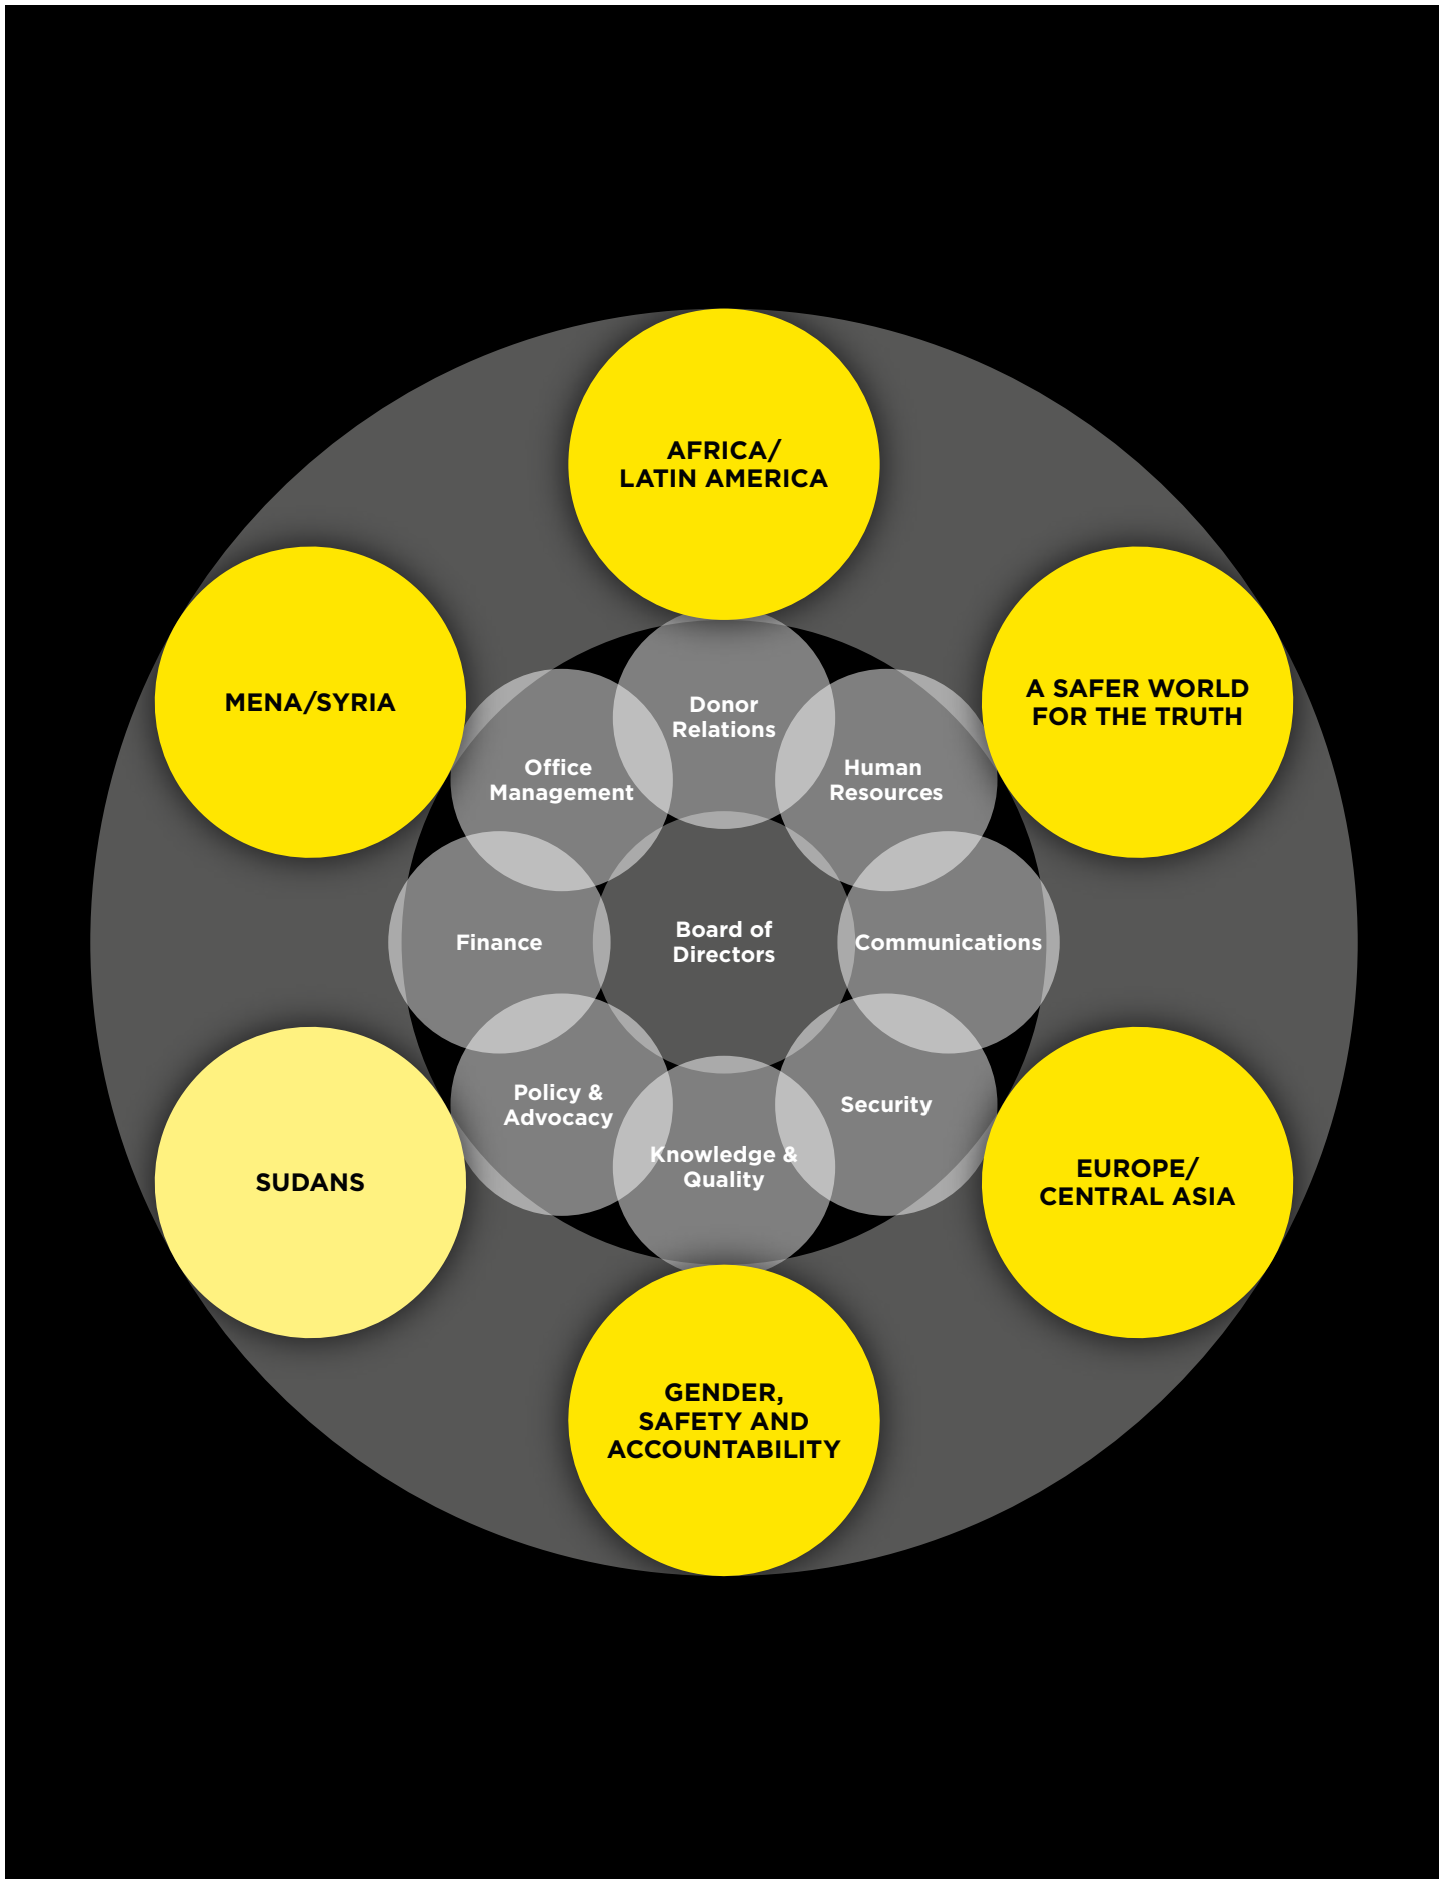 AFRICA/
LATIN AMERICA
MENA/SYRIA
A SAFER WORLD
FOR THE TRUTH
Donor
Relations
Office
Management
Human
Resources
Finance
Board of
Directors
Communications
Policy &
Advocacy
Security
Knowledge &
Quality
SUDANS
EUROPE/
CENTRAL ASIA
GENDER,
SAFETY AND
ACCOUNTABILITY